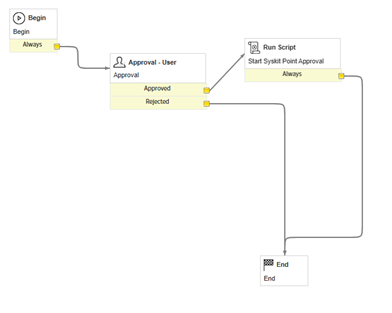 Begin
Begin
Always
Approval - User
Approval
Approved
Rejected
Run Script
Start Syskit Point Approval
Always
End
End